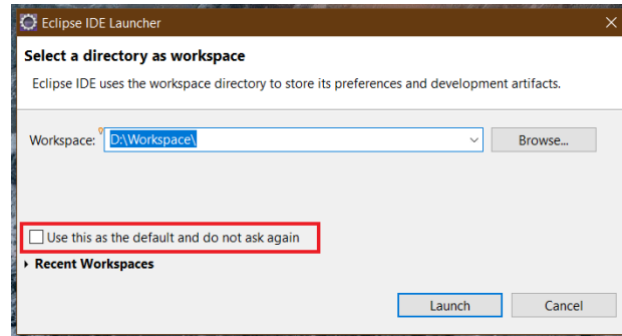 Eclipse IDE Launcher
Select a directory as workspace
Eclipse IDE uses the workspace directory to store its preferences and development artifacts.
Workspace: D:\Workspace\ Browse...
Use this as the default and do not ask again
Recent Workspaces
Launch Cancel